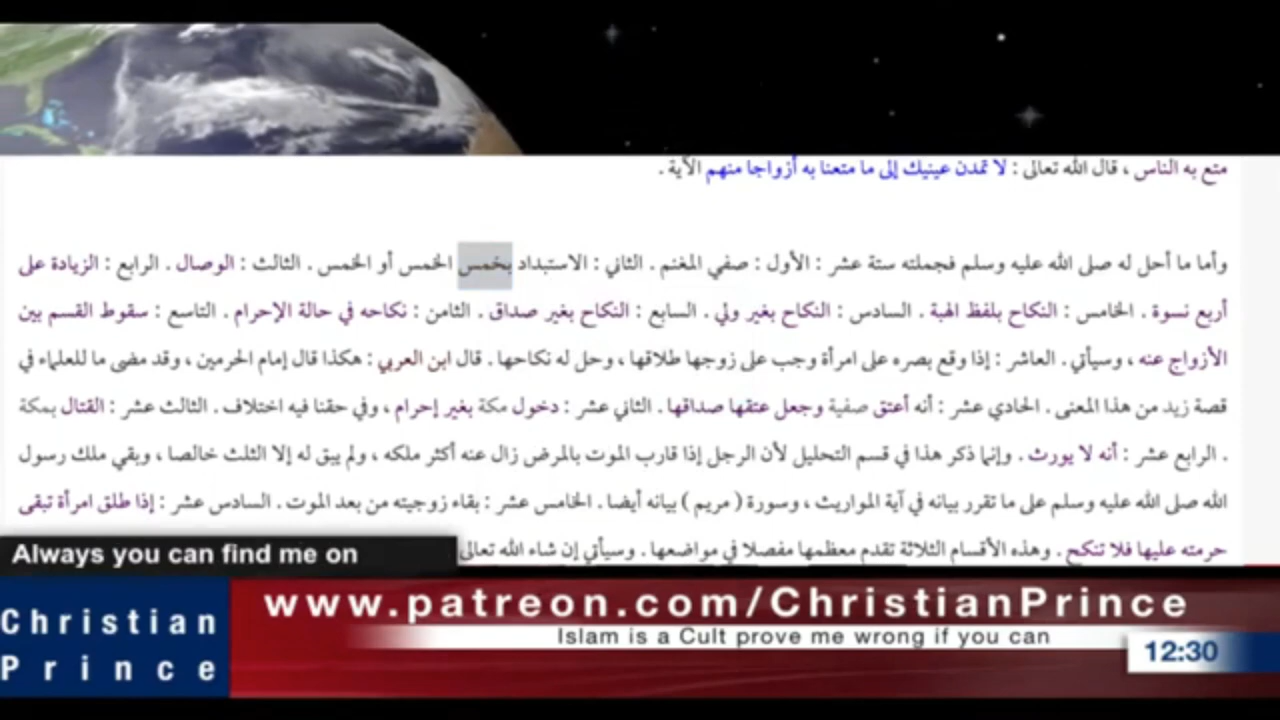 متع به الناس ، قال الله تعالى : لا تمدن عينيك إلى ما متعنا به أزواجا منهم الآية .
وأما ما أحل له صلى الله عليه وسلم فجملته ستة عشر : الأول : صفي المغنم . الثاني : الاستبداد بخمس الخمس أو الخمس . الثالث : الوصال . الرابع : الزيادة على
أربع نسوة . الخامس : النكاح بلفظ الهبة . السادس : النكاح بغير ولي . السابع : النكاح بغير صداق . الثامن : نكاحه في حالة الإحرام . التاسع : سقوط القسم بين
الأزواج عنه ، وسيأتي . العاشر : إذا وقع بصره على امرأة وجب على زوجها طلاقها ، وحل له نكاحها . قال ابن العربي : هكذا قال إمام الحرمين ، وقد مضى ما للعلماء في
قصة زيد من هذا المعنى . الحادي عشر : أنه أعتق صفية وجعل عتقها صداقها . الثاني عشر : دخول مكة بغير إحرام ، وفي حقنا فيه اختلاف . الثالث عشر : القتال بمكة
. الرابع عشر : أنه لا يورث . وإنما ذكر هذا في قسم التحليل لأن الرجل إذا قارب الموت بالمرض زال عنه أكثر ملكه ، ولم يبق له إلا الثلث خالصا ، وبقي ملك رسول
الله صلى الله عليه وسلم على ما تقرر بيانه في آية المواريث ، وسورة ( مريم ) بيانه أيضا . الخامس عشر : بقاء زوجيته من بعد الموت . السادس عشر : إذا طلق امرأة تبقى
حرمته عليها فلا تنكح . وهذه الأقسام الثلاثة تقدم معظمها مفصلا في مواضعها . وسيأتي إن شاء الله تعالى
Always you can find me on
www.patreon.com/ChristianPrince
Christian
Prince
Islam is a Cult prove me wrong if you can
12:30